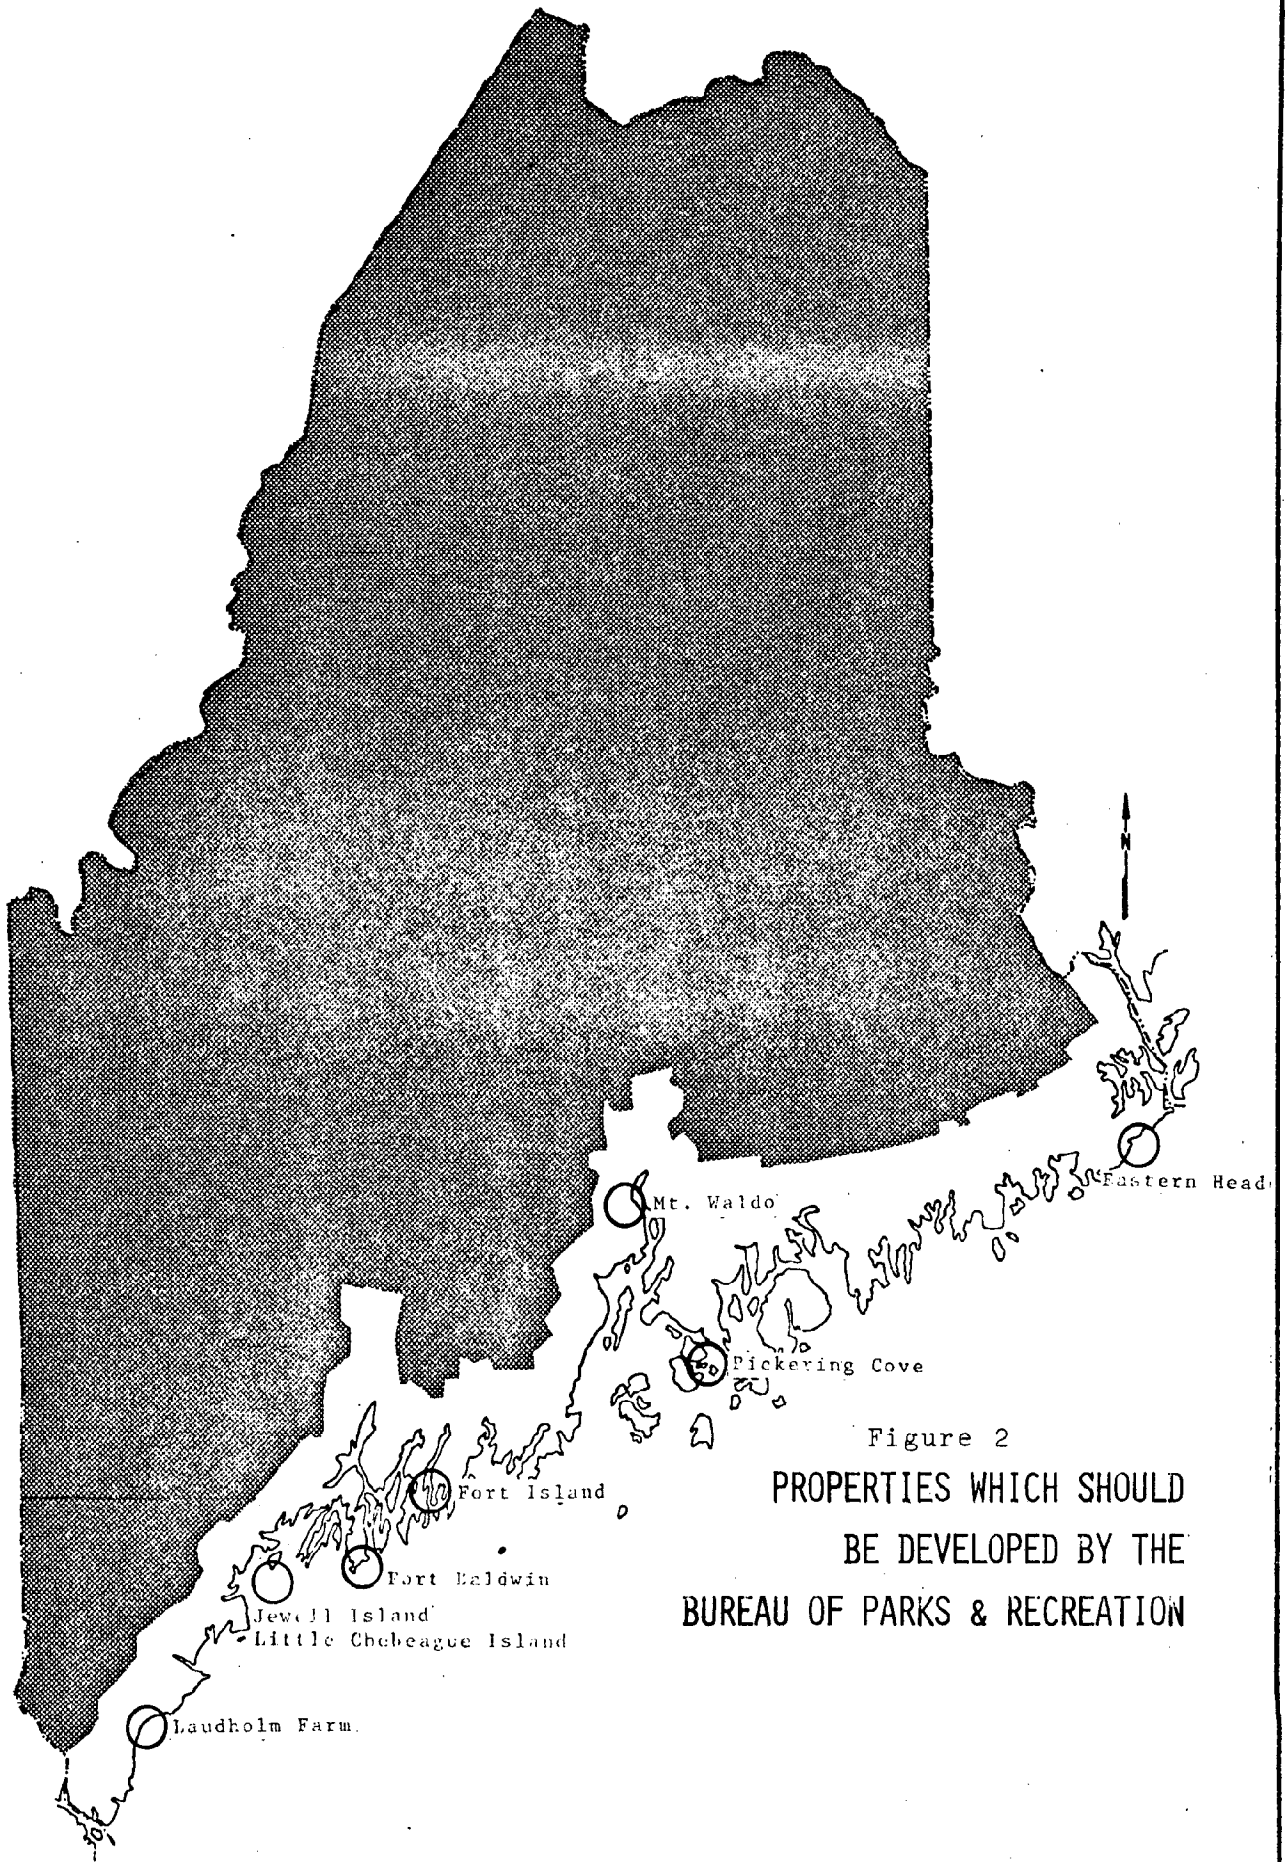 N
Eastern Head
Mt. Waldo
Pickering Cove
Figure 2
PROPERTIES WHICH SHOULD
BE DEVELOPED BY THE
BUREAU OF PARKS & RECREATION
Fort Island
Fort Baldwin
Jewell Island
Little Chebeague Island
Laudholm Farm